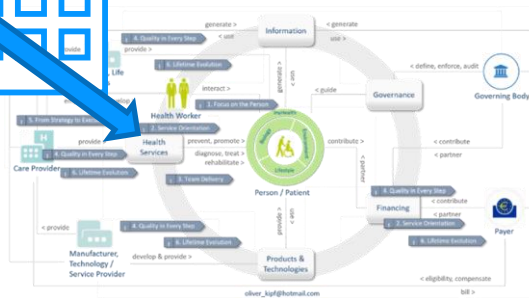 generate >
< generate
4. Quality in Every Step
Information
< use
use >
provide >
6. Lifetime Evolution
< define, enforce, audit
, Life
interact >
< guide
Governance
Governing Body
1. Focus on the Person
Health Worker
5. From Strategy to
2. Service Orientation
provide
Health
Services
prevent, promote >
diagnose, treat >
rehabilitate >
contribute >
< contribute
< partner
4. Quality in Every Step
Lifestyle
Care Provider
6. Lifetime Evolution
3. Team Delivery
Person / Patient
< partner
4. Quality in Every Step
< contribute
Financing
< partner
2. Service Orientation
Payer
< provide
4. Quality in Every Step
6. Lifetime Evolution
6. Lifetime Evolution
Manufacturer,
Technology /
Service Provider
develop & provide >
Products &
Technologies
< eligibility, compensate
bill >
oliver_kipf@hotmail.com